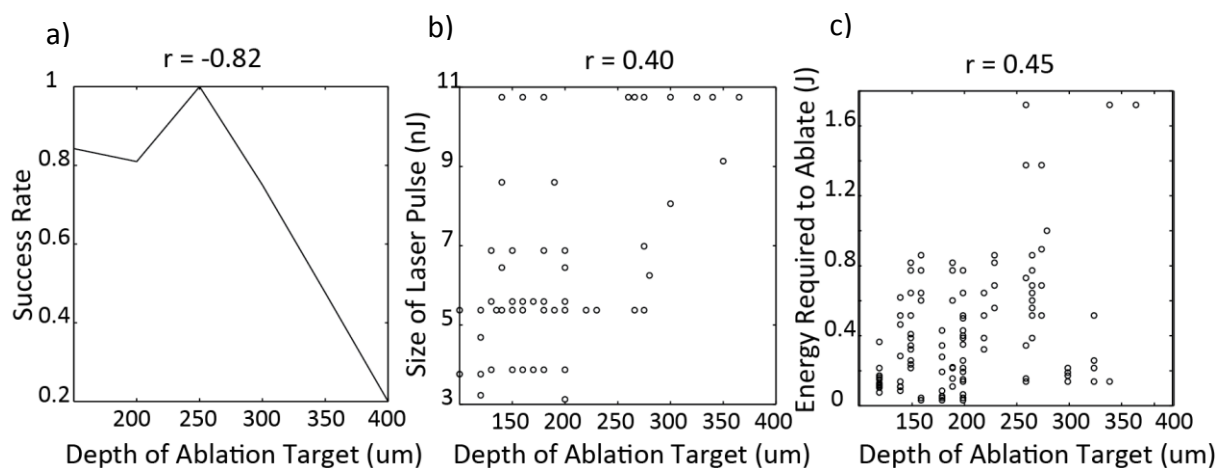 a)
r = -0.82
Success Rate
1
0.8
0.6
0.4
0.2
200
250
300
350
400
Depth of Ablation Target (um)
b)
r = 0.40
Size of Laser Pulse (nJ)
11
9
7
5
3
150
200
250
300
350
400
Depth of Ablation Target (um)
c)
r = 0.45
Energy Required to Ablate (J)
1.6
1.2
0.8
0.4
0
150
200
250
300
350
400
Depth of Ablation Target (um)